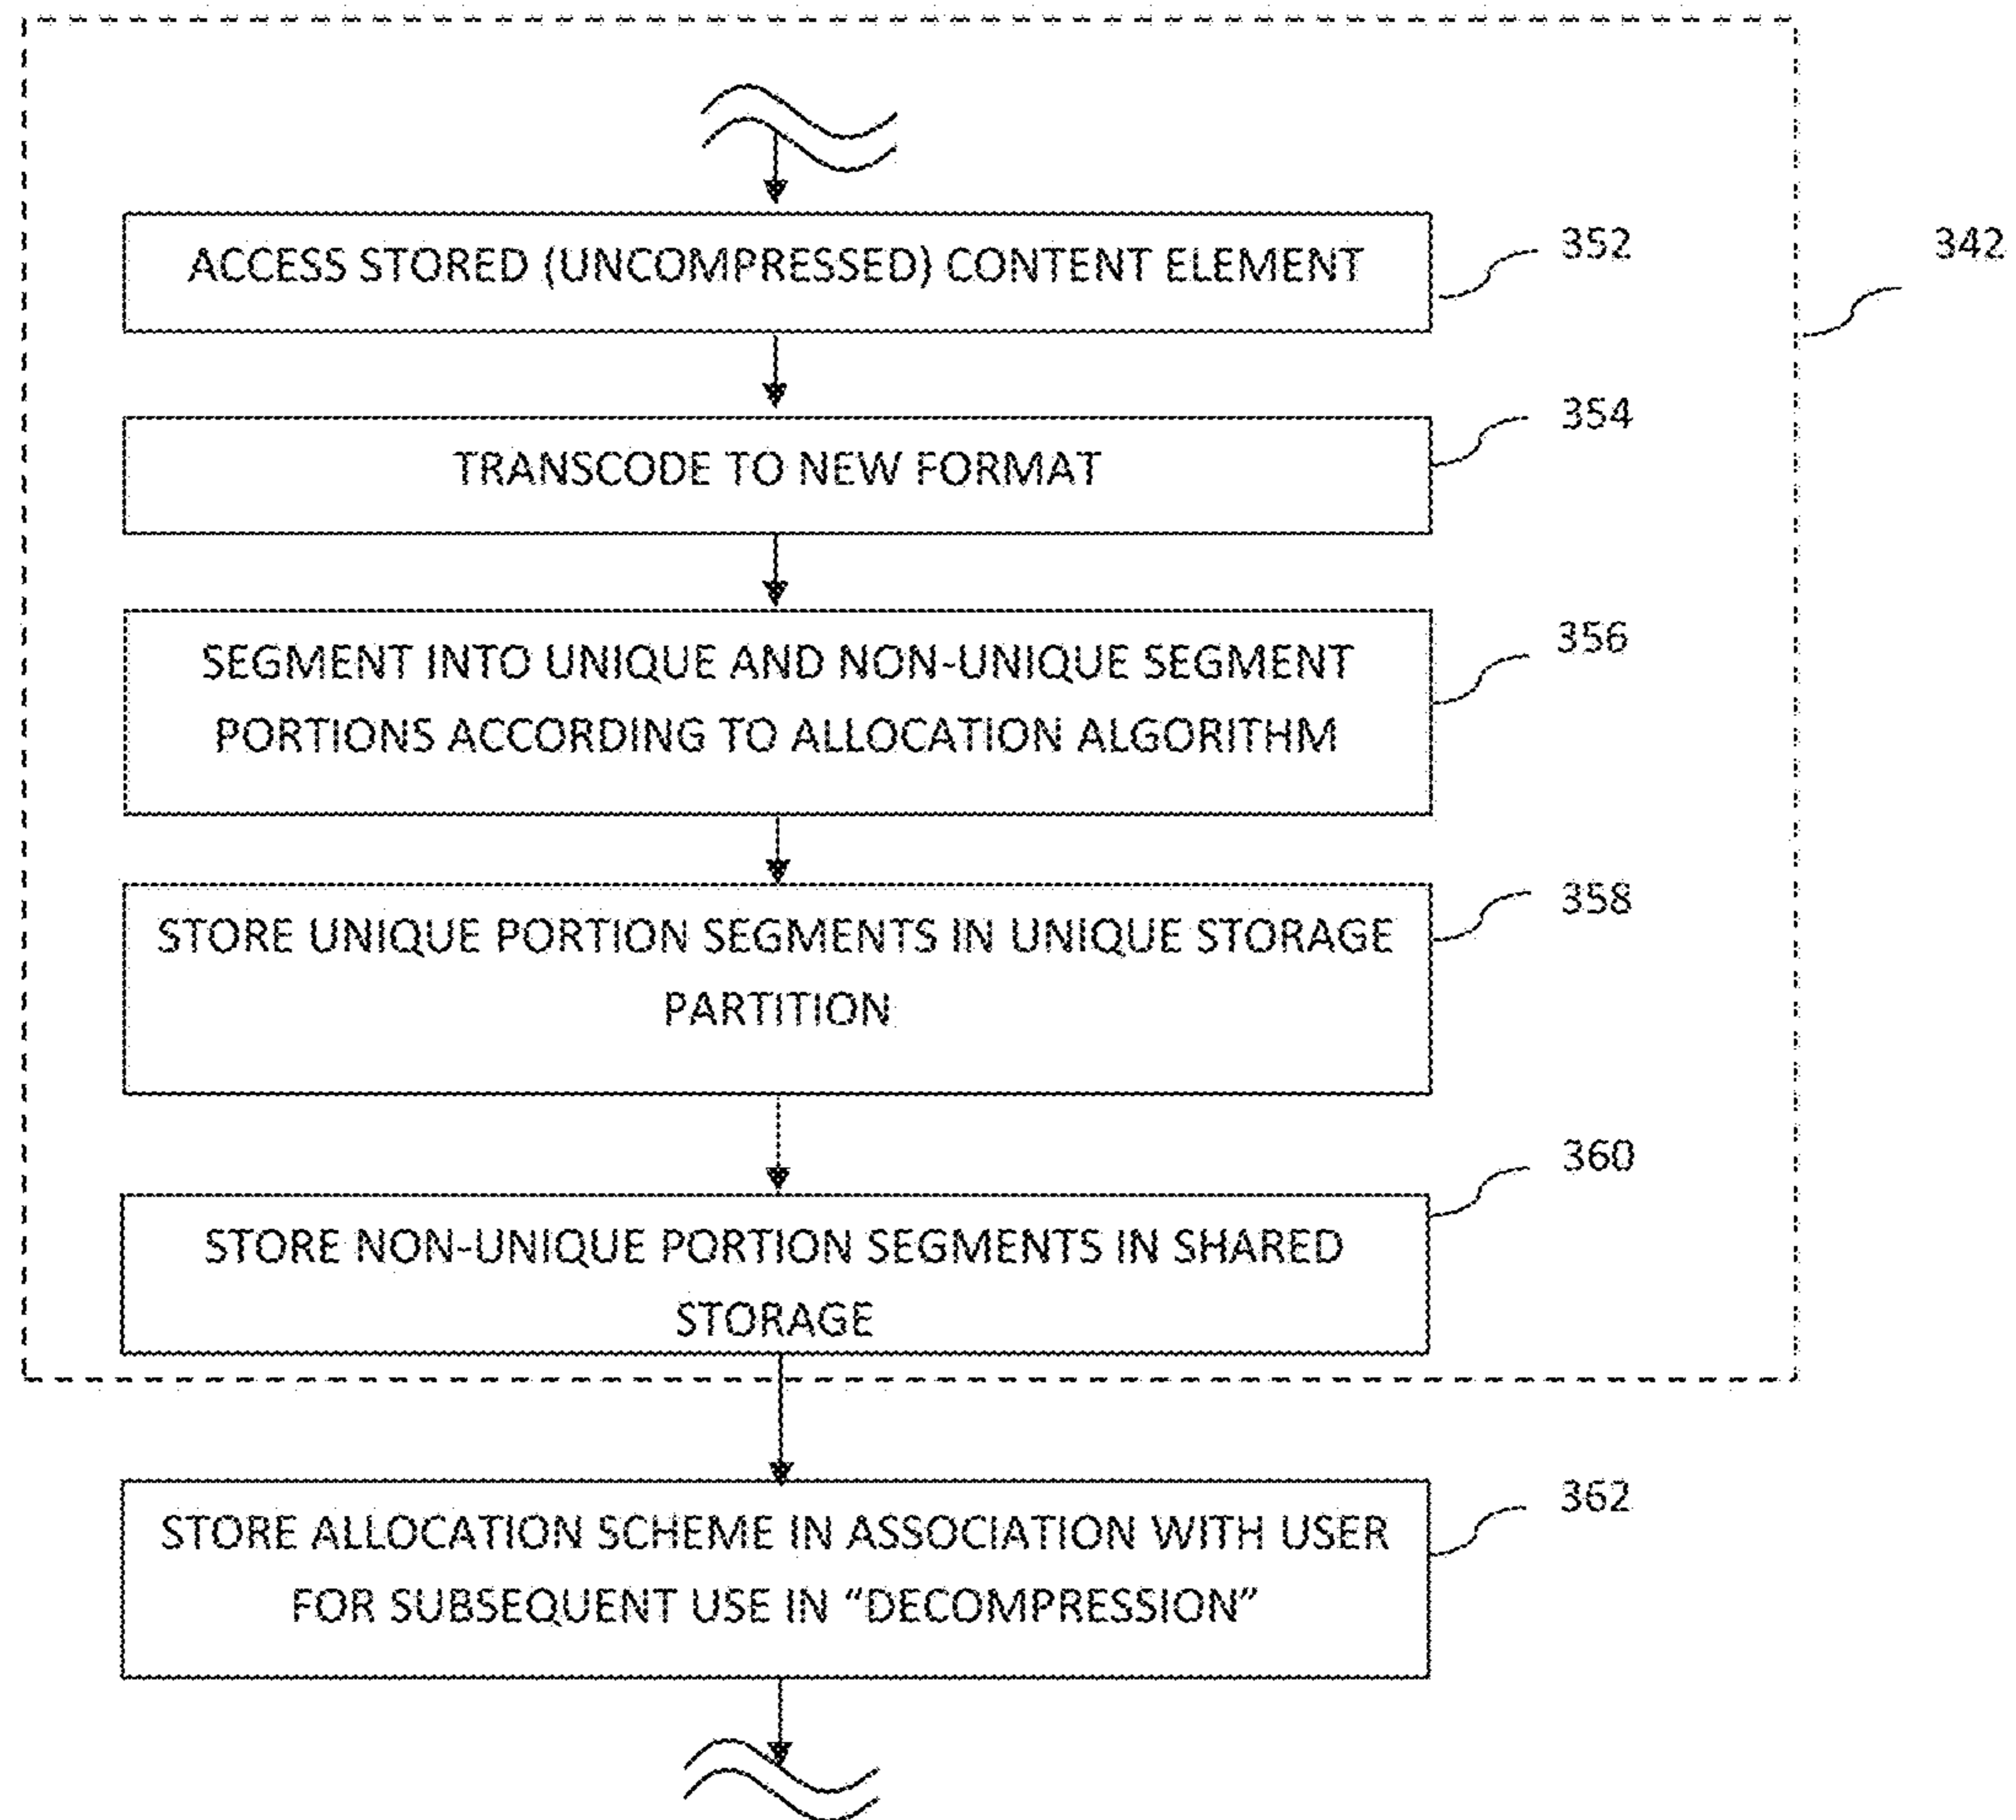 ACCESS STORED (UNCOMPRESSED) CONTENT ELEMENT
352
342
TRANSCODE TO NEW FORMAT
354
SEGMENT INTO UNIQUE AND NON-UNIQUE SEGMENT
PORTIONS ACCORDING TO ALLOCATION ALGORITHM
356
STORE UNIQUE PORTION SEGMENTS IN UNIQUE STORAGE
PARTITION
358
STORE NON-UNIQUE PORTION SEGMENTS IN SHARED
STORAGE
360
STORE ALLOCATION SCHEME IN ASSOCIATION WITH USER
FOR SUBSEQUENT USE IN “DECOMPRESSION”
362